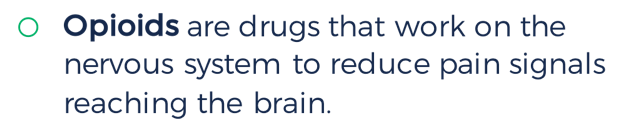 Opioids are drugs that work on the
nervous system to reduce pain signals
reaching the brain.